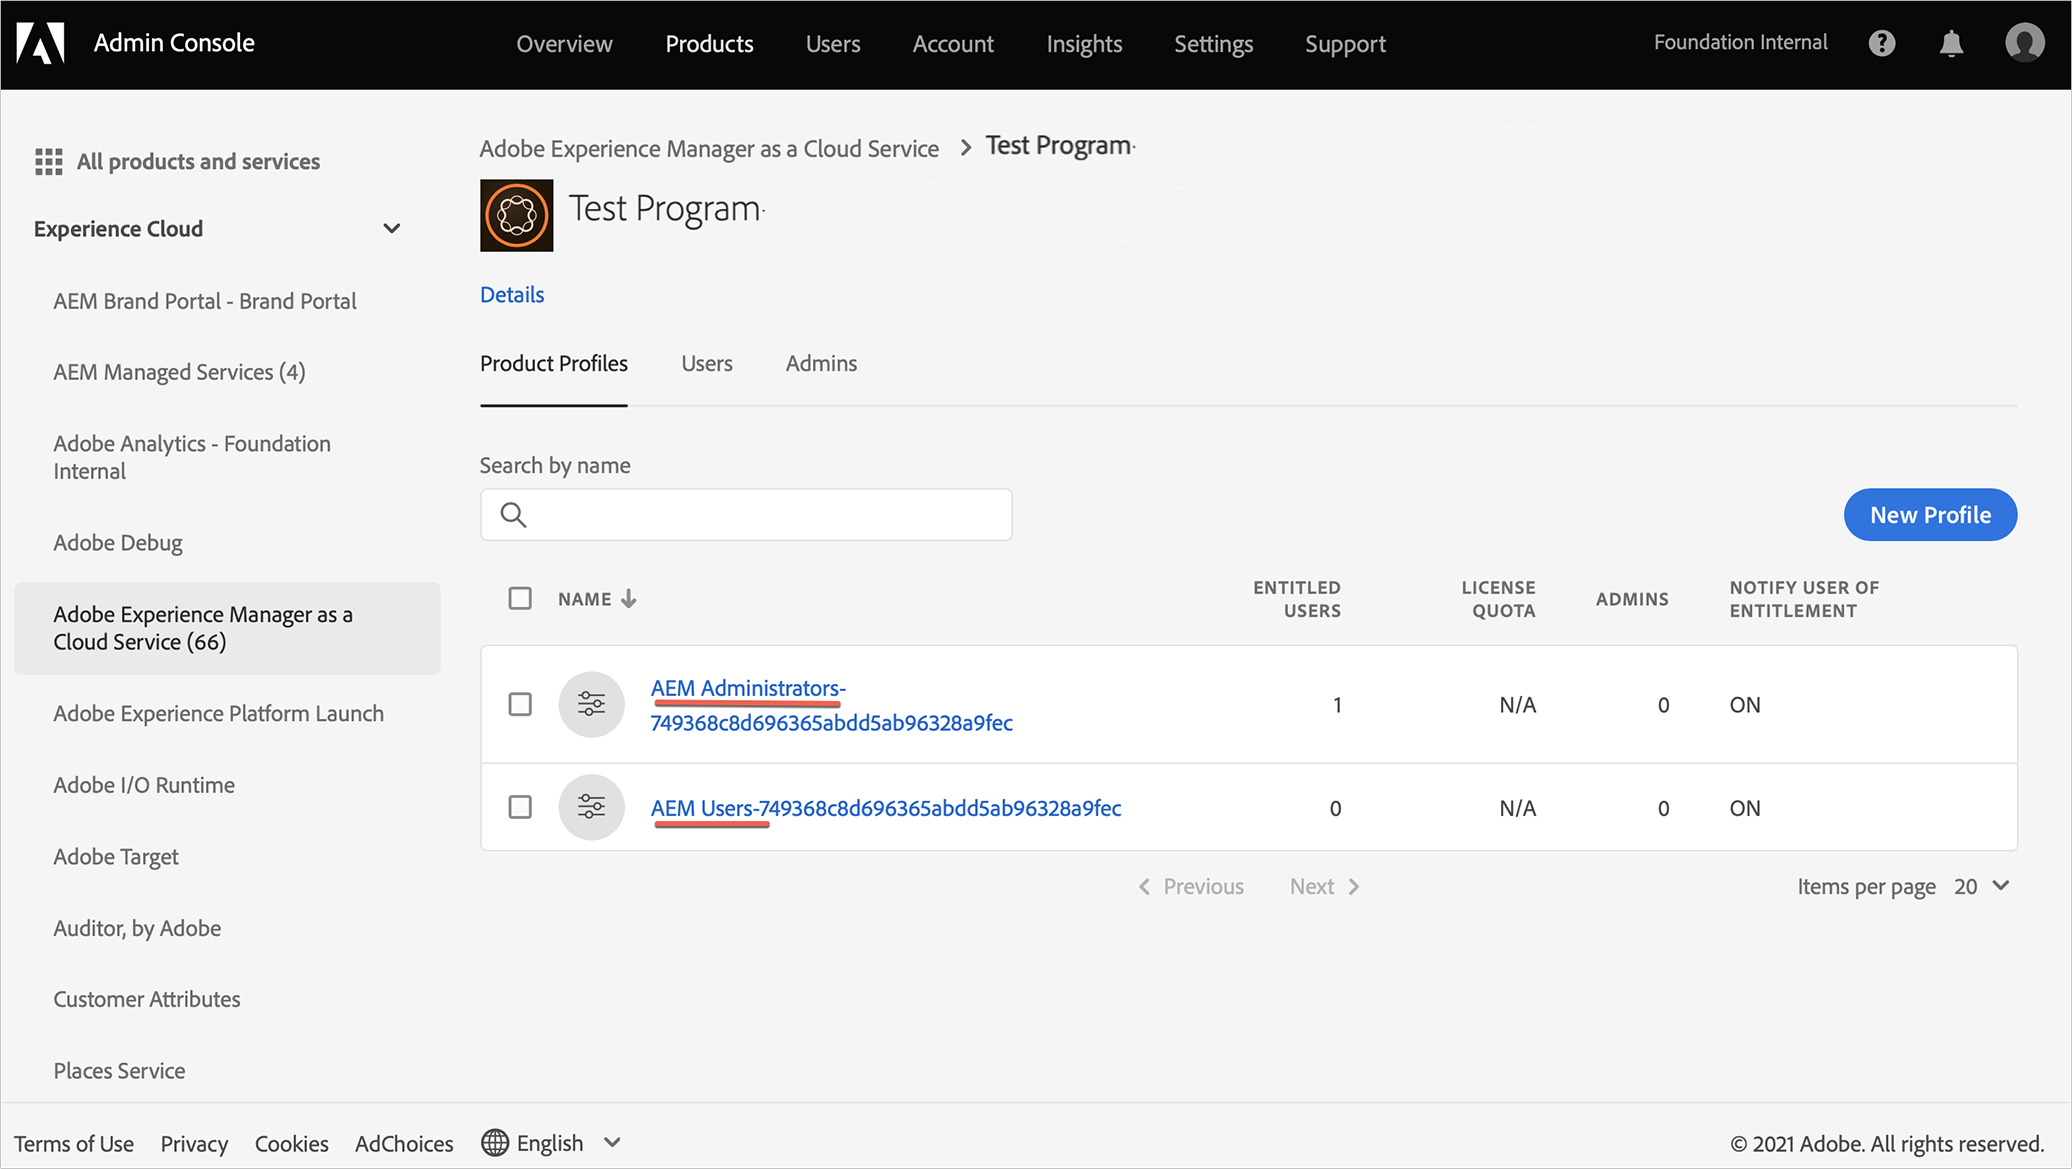 Admin Console
Overview
Products
Users
Account
Insights
Settings
Support
Foundation Internal
All products and services
Experience Cloud
AEM Brand Portal - Brand Portal
AEM Managed Services (4)
Adobe Analytics - Foundation
Internal
Adobe Debug
Adobe Experience Manager as a
Cloud Service (66)
Adobe Experience Platform Launch
Adobe I/O Runtime
Adobe Target
Auditor, by Adobe
Customer Attributes
Places Service
Adobe Experience Manager as a Cloud Service > Test Program
Test Program
Details
Product Profiles
Users
Admins
Search by name
New Profile
NAME
ENTITLED
USERS
LICENSE
QUOTA
ADMINS
NOTIFY USER OF
ENTITLEMENT
AEM Administrators-
749368c8d696365abdd5ab96328a9fec
1
N/A
0
ON
AEM Users-749368c8d696365abdd5ab96328a9fec
0
N/A
0
ON
Previous
Next
Items per page 20
Terms of Use
Privacy
Cookies
AdChoices
English
© 2021 Adobe. All rights reserved.